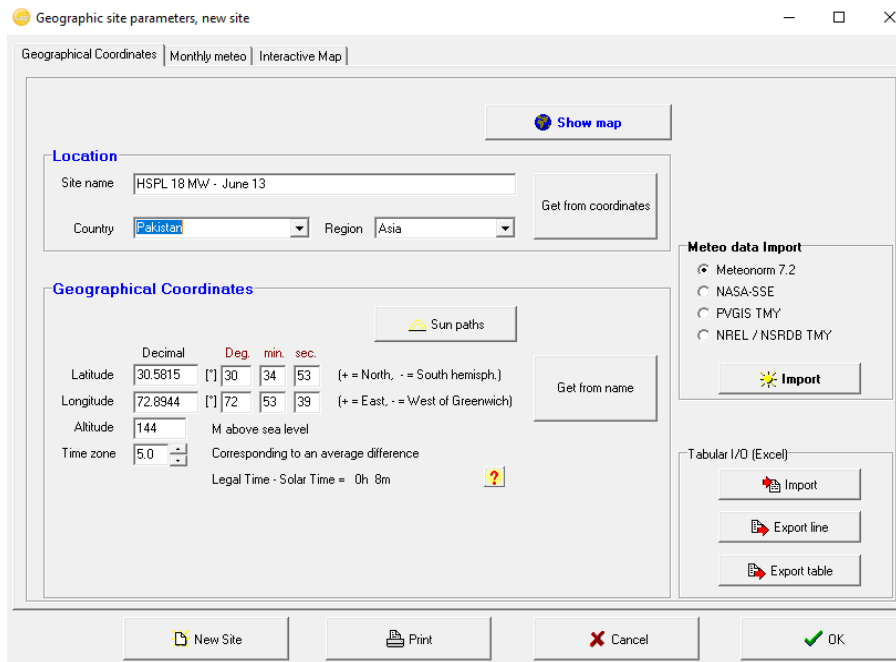 Geographic site parameters, new site
Geographical Coordinates Monthly meteo Interactive Map
Show map
Location
Site name HSPL 18 MW - June 13
Get from coordinates
Country Pakistan Region Asia
Meteo data Import
Meteonorm 7.2
NASA-SSE
PVGIS TMY
NREL / NSRDB TMY
Import
Geographical Coordinates
Sun paths
Decimal Deg. min. sec.
Latitude 30.5815 [°] 30 34 53 (+ = North, - = South hemisph.)
Longitude 72.8944 [°] 72 53 39 (+ = East, - = West of Greenwich)
Altitude 144 M above sea level
Time zone 5.0 Corresponding to an average difference
Legal Time - Solar Time = 0h 8m ?
Get from name
Tabular I/O (Excel)
Import
Export line
Export table
New Site Print Cancel OK